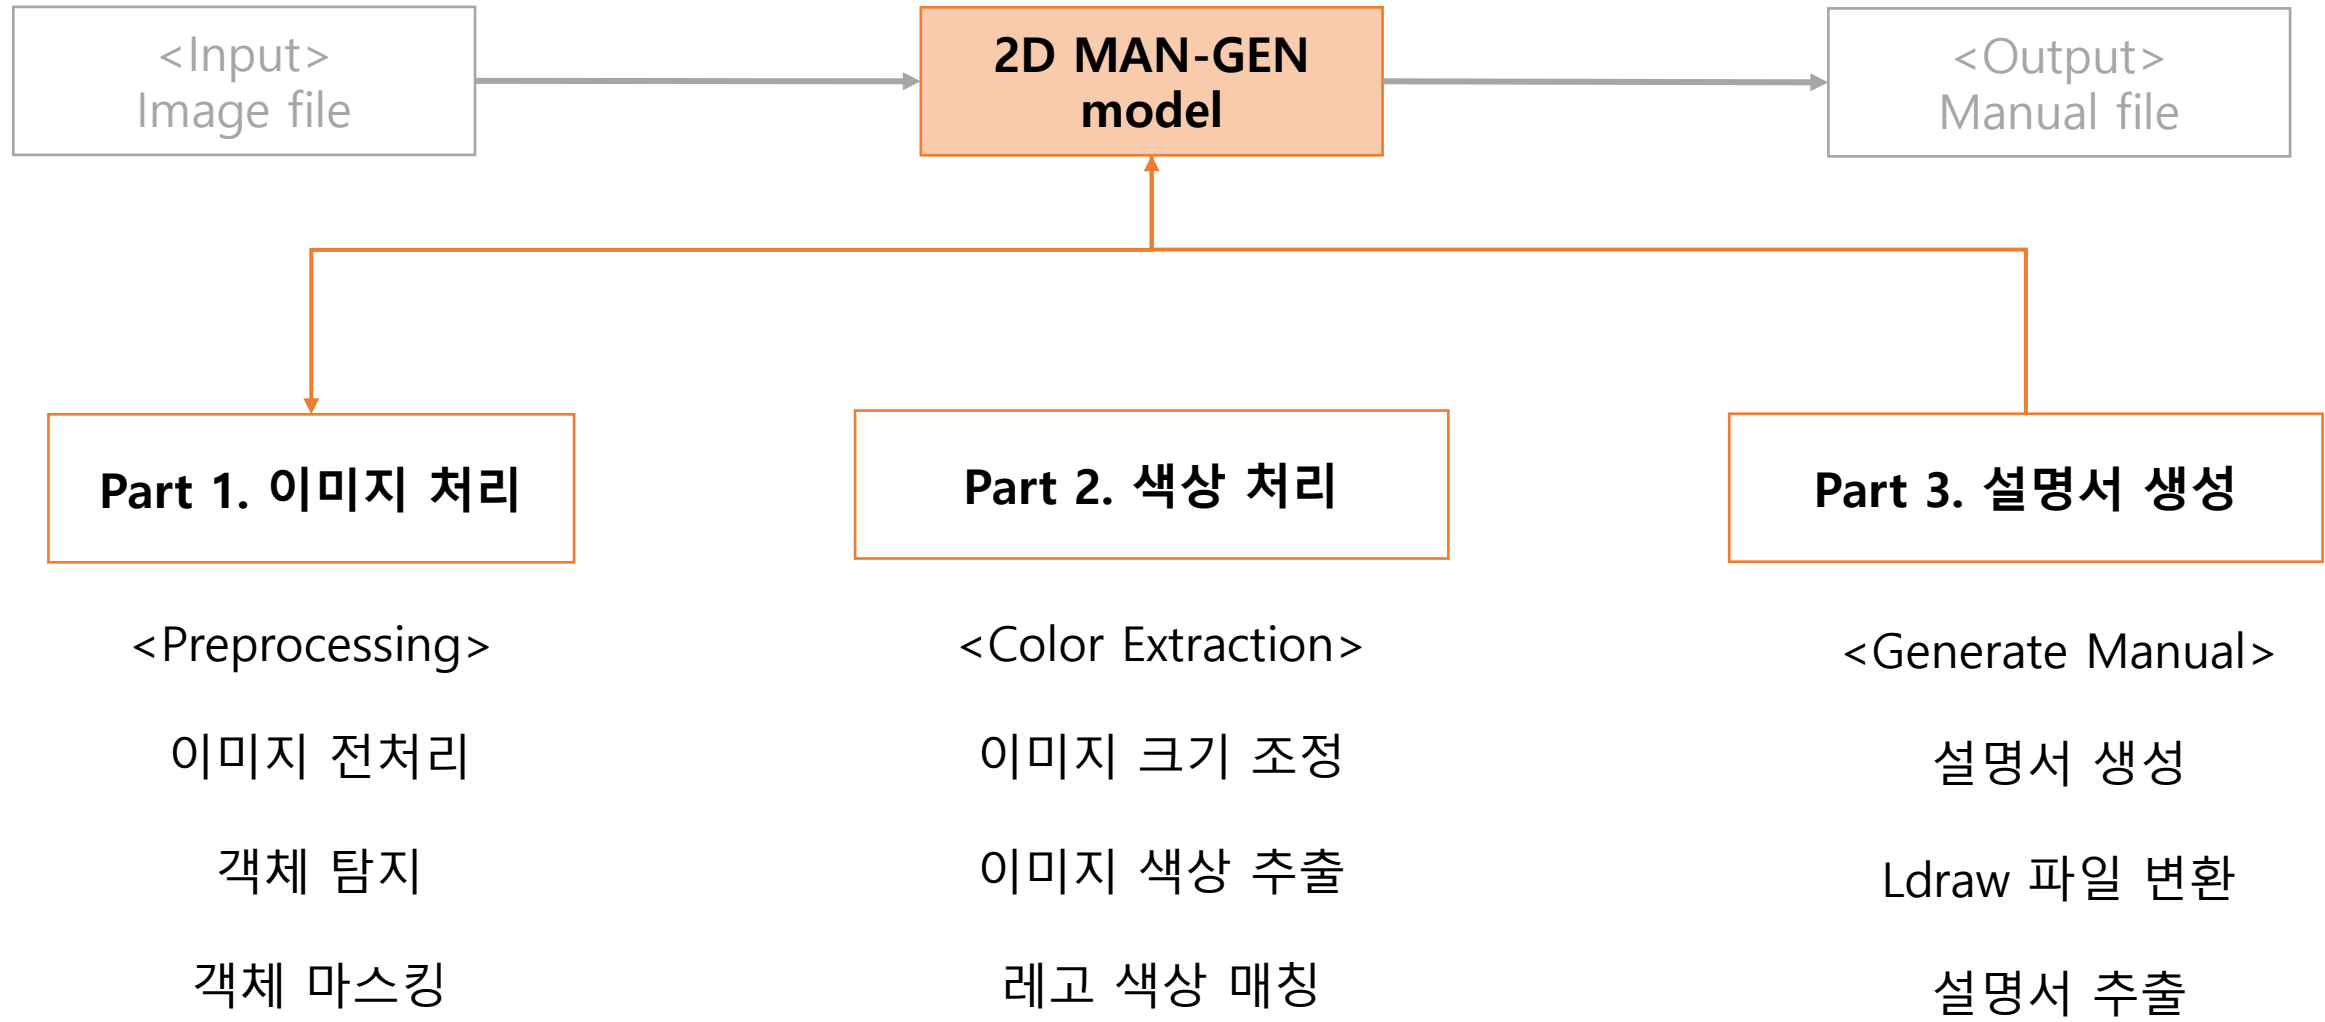 <Input>
Image file
2D MAN-GEN
model
<Output>
Manual file
Part 1. 이미지 처리
<Preprocessing>
이미지 전처리
객체 탐지
객체 마스킹
Part 2. 색상 처리
<Color Extraction>
이미지 크기 조정
이미지 색상 추출
레고 색상 매칭
Part 3. 설명서 생성
<Generate Manual>
설명서 생성
Ldraw 파일 변환
설명서 추출